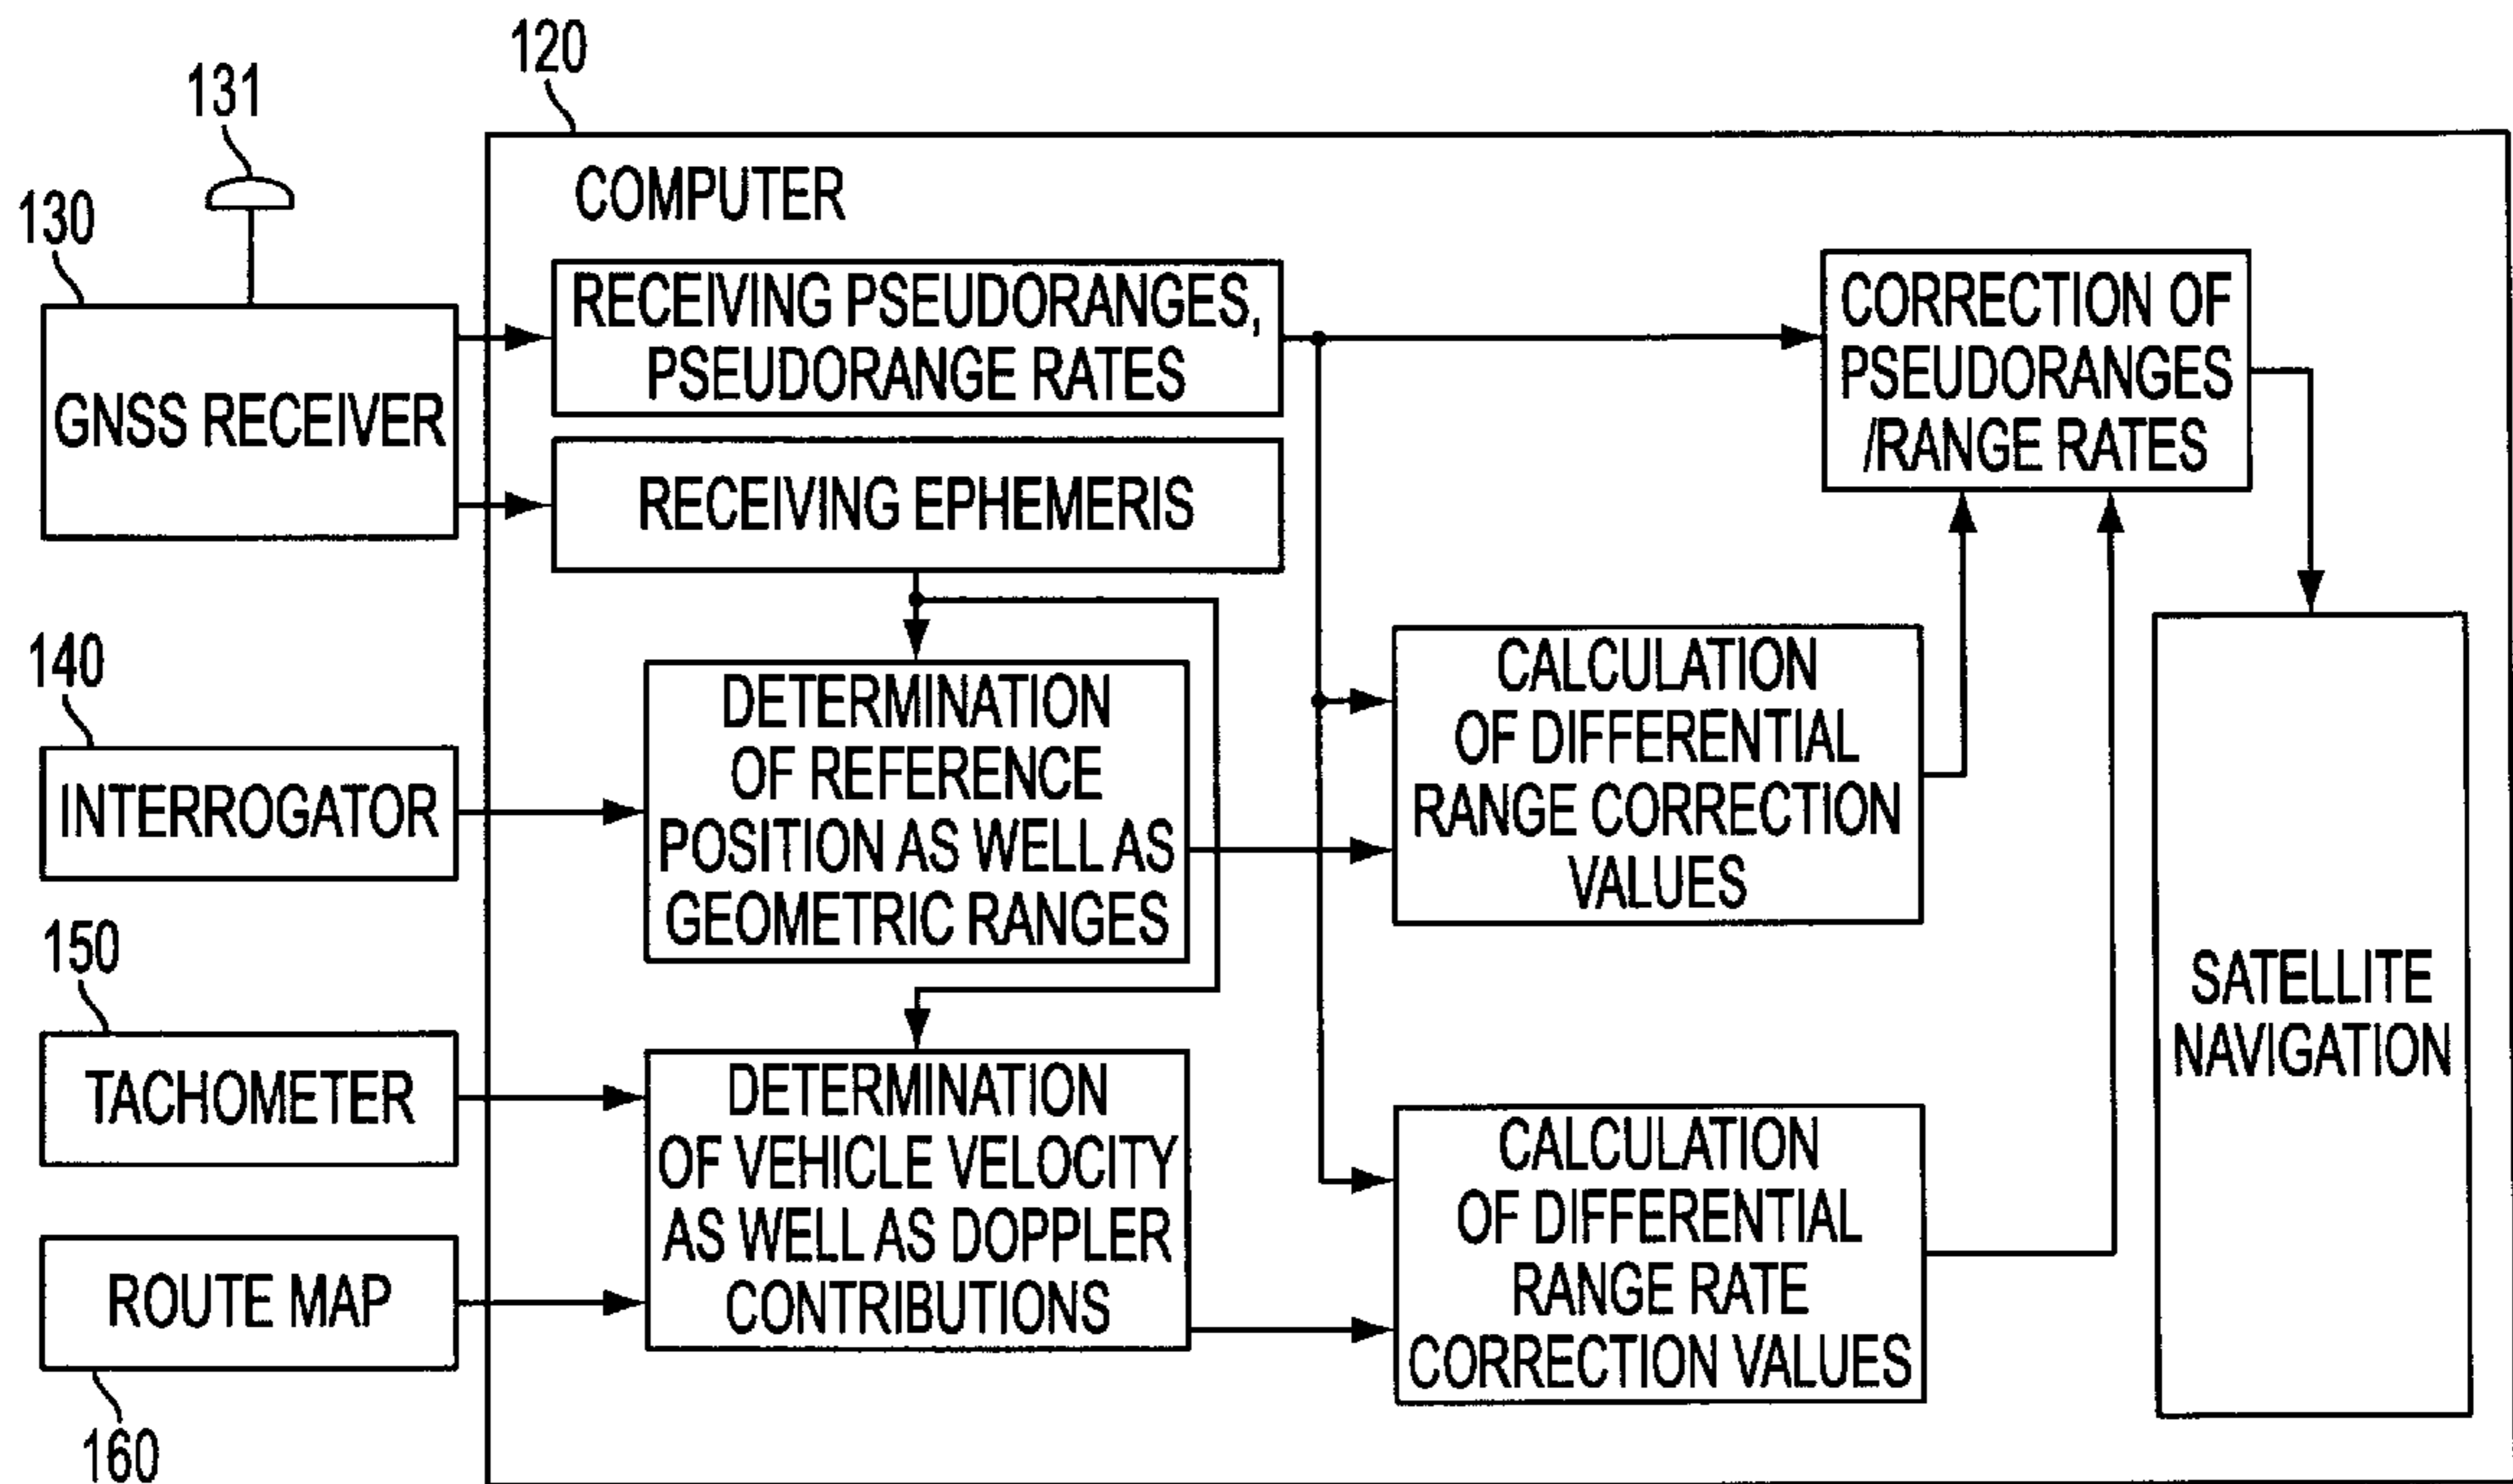 120
131
130
COMPUTER
RECEIVING PSEUDORANGES,
PSEUDORANGE RATES
CORRECTION OF
PSEUDORANGES
/RANGE RATES
GNSS RECEIVER
RECEIVING EPHEMERIS
140
INTERROGATOR
DETERMINATION
OF REFERENCE
POSITION AS WELL AS
GEOMETRIC RANGES
CALCULATION
OF DIFFERENTIAL
RANGE CORRECTION
VALUES
150
TACHOMETER
DETERMINATION
OF VEHICLE VELOCITY
AS WELL AS DOPPLER
CONTRIBUTIONS
CALCULATION
OF DIFFERENTIAL
RANGE RATE
CORRECTION VALUES
SATELLITE
NAVIGATION
ROUTE MAP
160